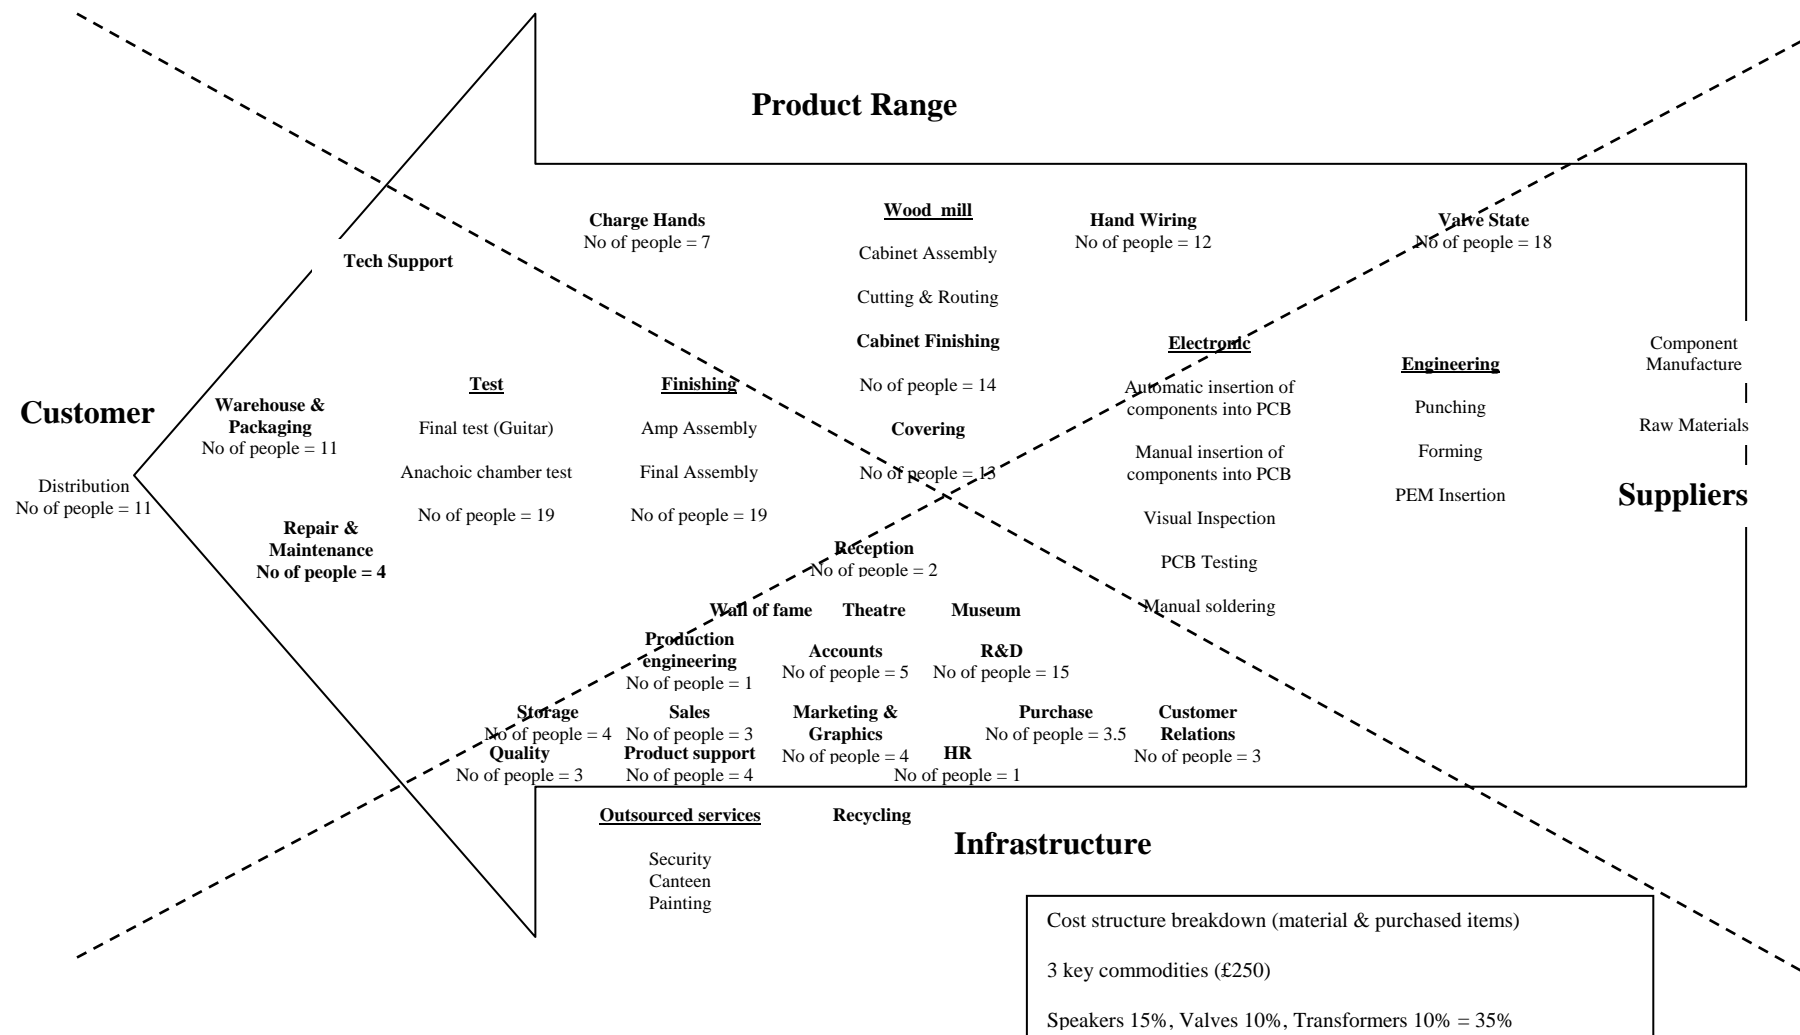 Product Range
Charge Hands
No of people = 7
Wood mill
Cabinet Assembly
Cutting & Routing
Cabinet Finishing
No of people = 14
Covering
No of people = 13
Hand Wiring
No of people = 12
Valve State
No of people = 18
Tech Support
Customer
Distribution
No of people = 11
Warehouse &
Packaging
No of people = 11
Repair &
Maintenance
No of people = 4
Test
Final test (Guitar)
Anachoic chamber test
No of people = 19
Finishing
Amp Assembly
Final Assembly
No of people = 19
Electronic
Automatic insertion of
components into PCB
Manual insertion of
components into PCB
Visual Inspection
PCB Testing
Manual soldering
Engineering
Punching
Forming
PEM Insertion
Component
Manufacture
Raw Materials
Suppliers
Reception
No of people = 2
Wall of fame
Theatre
Museum
Production
engineering
No of people = 1
Accounts
No of people = 5
R&D
No of people = 15
Storage
No of people = 4
Sales
No of people = 3
Marketing &
Graphics
No of people = 4
Purchase
No of people = 3.5
Customer
Relations
No of people = 3
Quality
No of people = 3
Product support
No of people = 4
HR
No of people = 1
Outsourced services
Security
Canteen
Painting
Recycling
Infrastructure
Cost structure breakdown (material & purchased items)
3 key commodities (£250)
Speakers 15%, Valves 10%, Transformers 10% = 35%